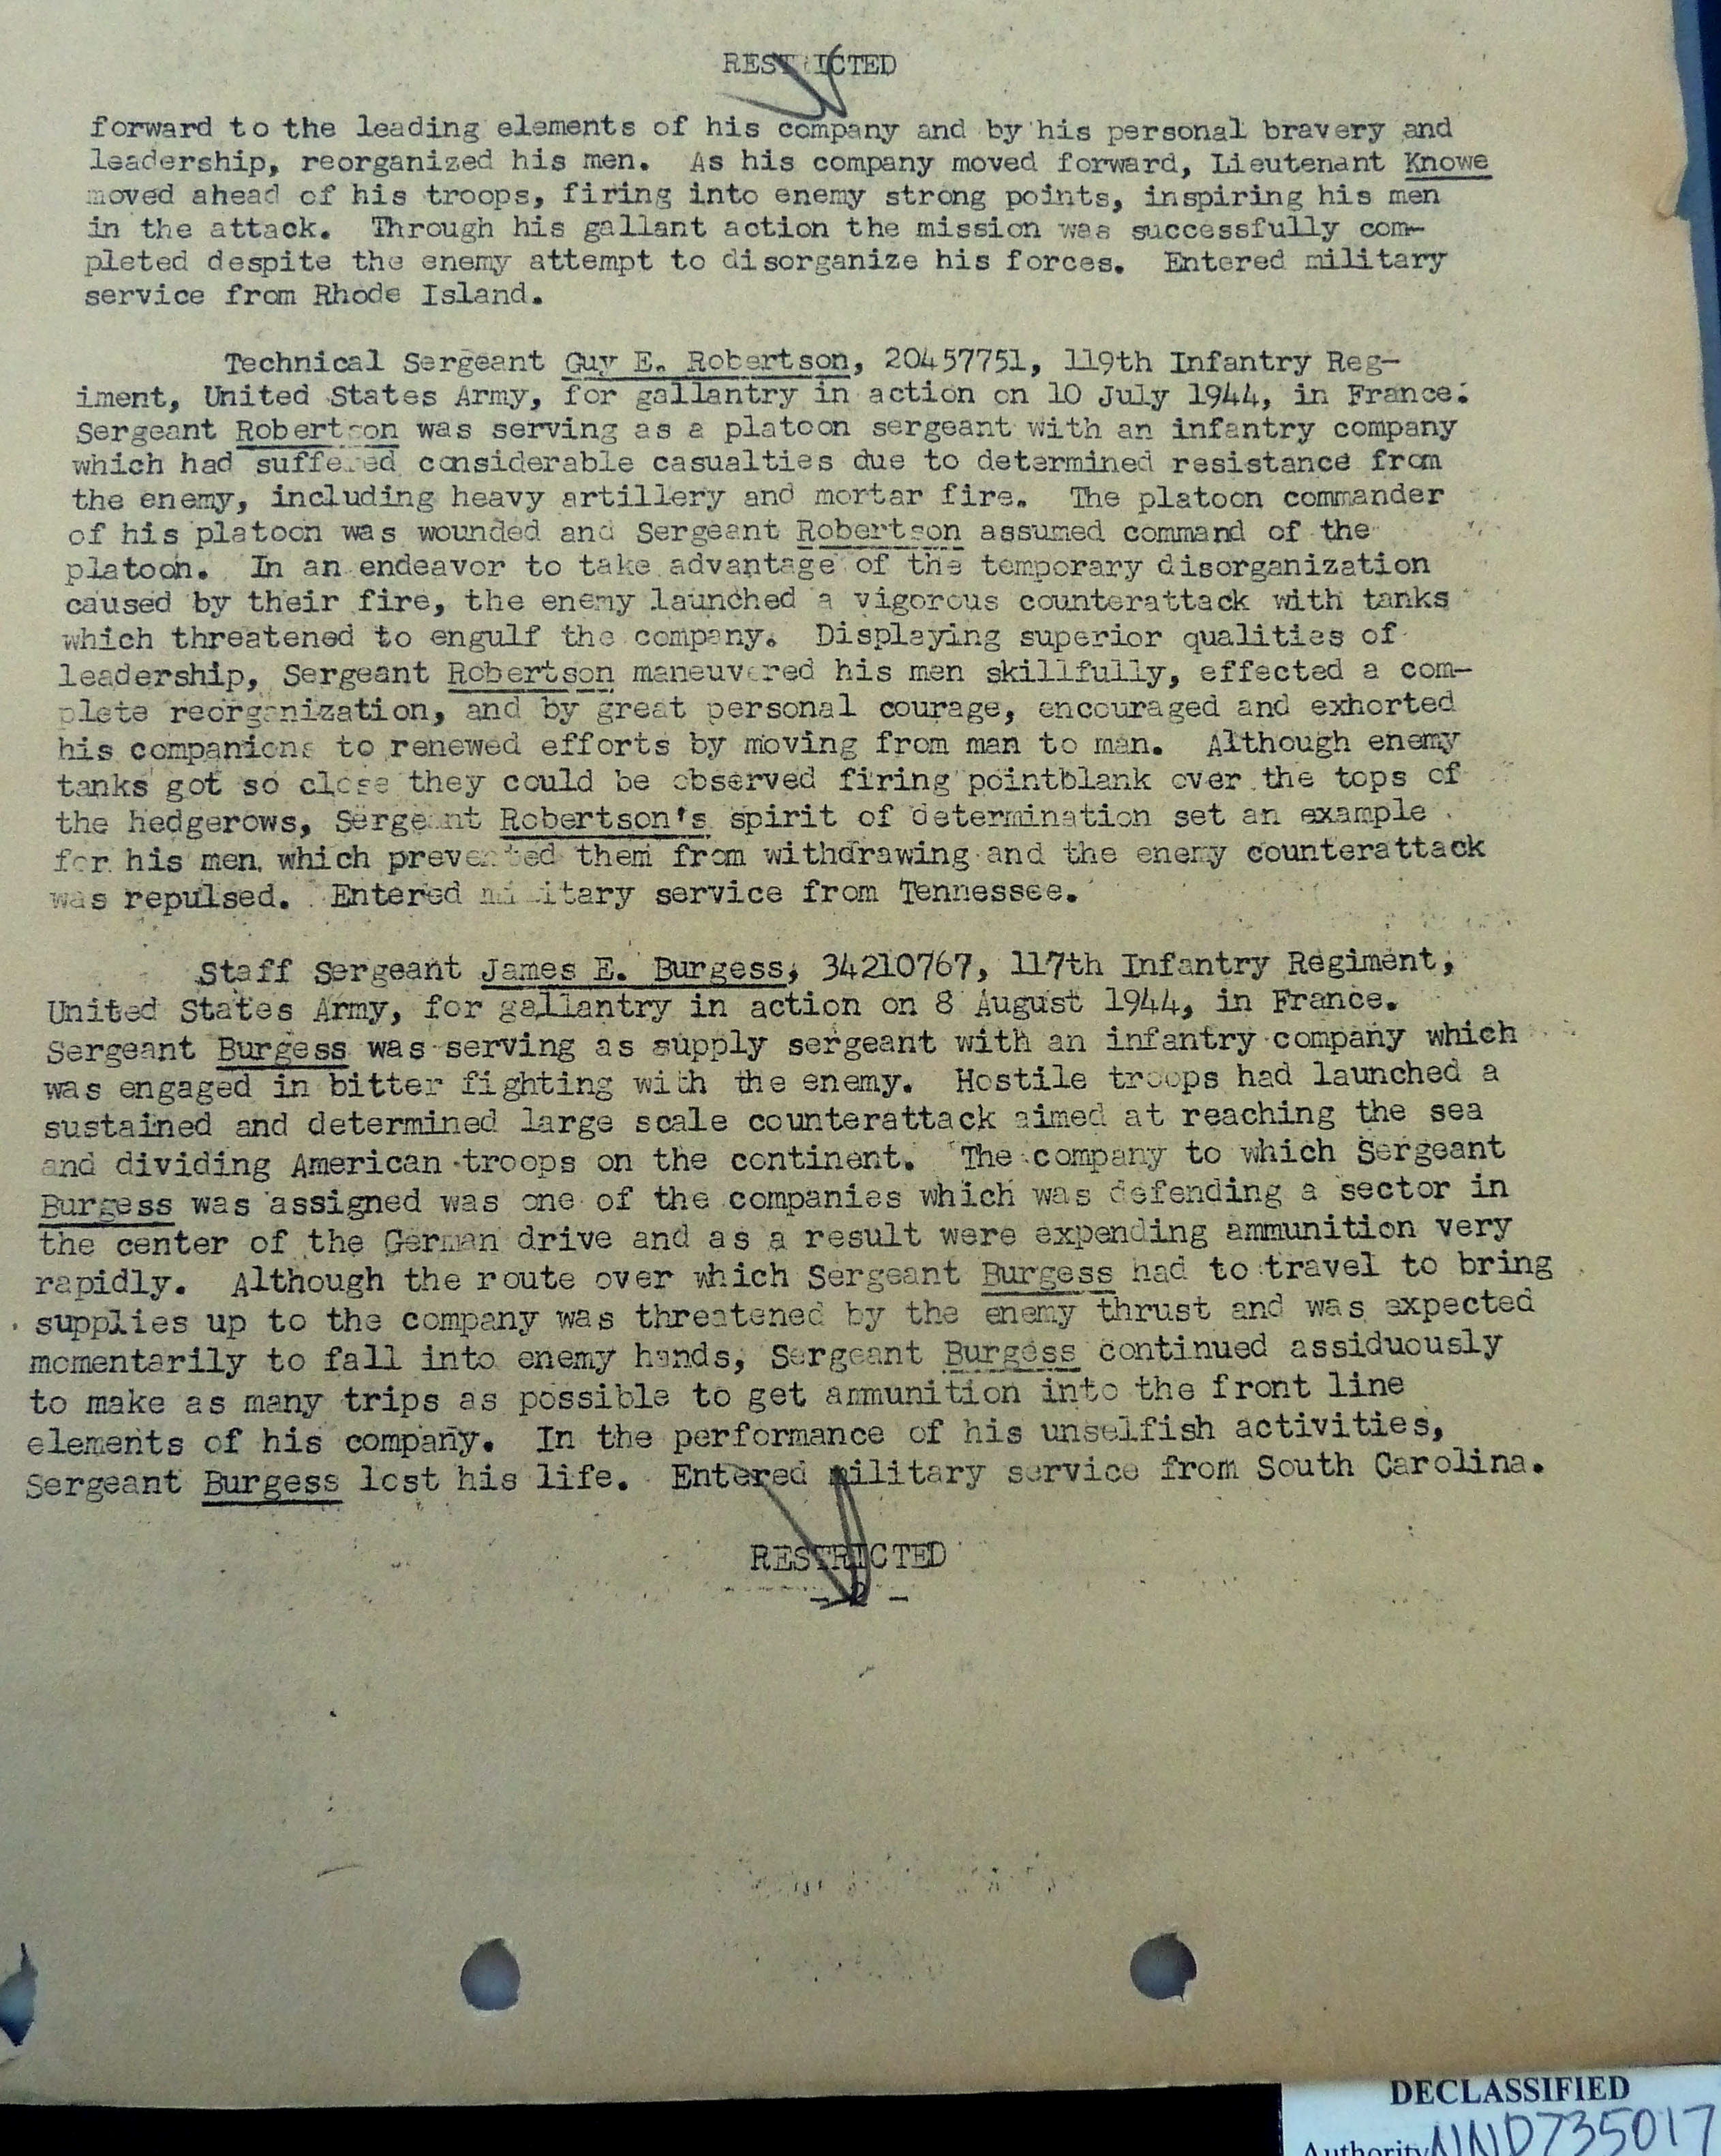 RESTRICTED
forward to the leading elements of his company and by his personal bravery and
leadership, reorganized his men. As his company moved forward, Lieutenant Knowe
moved ahead of his troops, firing into enemy strong points, inspiring his men
in the attack. Through his gallant action the mission was successfully com-
pleted despite the enemy attempt to disorganize his forces. Entered military
service from Rhode Island.
Technical Sergeant Guy E. Robertson, 20457751, 119th Infantry Reg-
iment, United States Army, for gallantry in action on 10 July 1944, in France.
Sergeant Robertson was serving as a platoon sergeant with an infantry company
which had suffered considerable casualties due to determined resistance from
the enemy, including heavy artillery and mortar fire. The platoon commander
of his platoon was wounded and Sergeant Robertson assumed command of the
platoon. In an endeavor to take advantage of the temporary disorganization
caused by their fire, the enemy launched a vigorous counterattack with tanks
which threatened to engulf the company. Displaying superior qualities of
leadership, Sergeant Robertson maneuvered his men skillfully, effected a com-
plete reorganization, and by great personal courage, encouraged and exhorted
his companions to renewed efforts by moving from man to man. Although enemy
tanks got so close they could be observed firing pointblank over the tops of
the hedgerows, Sergeant Robertson's spirit of determination set an example
for his men which prevented them from withdrawing and the enemy counterattack
was repulsed. Entered military service from Tennessee.
Staff Sergeant James E. Burgess, 34210767, 117th Infantry Regiment,
United States Army, for gallantry in action on 8 August 1944, in France.
Sergeant Burgess was serving as supply sergeant with an infantry company which
was engaged in bitter fighting with the enemy. Hostile troops had launched a
sustained and determined large scale counterattack aimed at reaching the sea
and dividing American troops on the continent. The company to which Sergeant
Burgess was assigned was one of the companies which was defending a sector in
the center of the German drive and as a result were expending ammunition very
rapidly. Although the route over which Sergeant Burgess had to travel to bring
supplies up to the company was threatened by the enemy thrust and was expected
momentarily to fall into enemy hands, Sergeant Burgess continued assiduously
to make as many trips as possible to get ammunition into the front line
elements of his company. In the performance of his unselfish activities,
Sergeant Burgess lost his life. Entered military service from South Carolina.
RESTRICTED
- 2 -
DECLASSIFIED
Authority NND735017